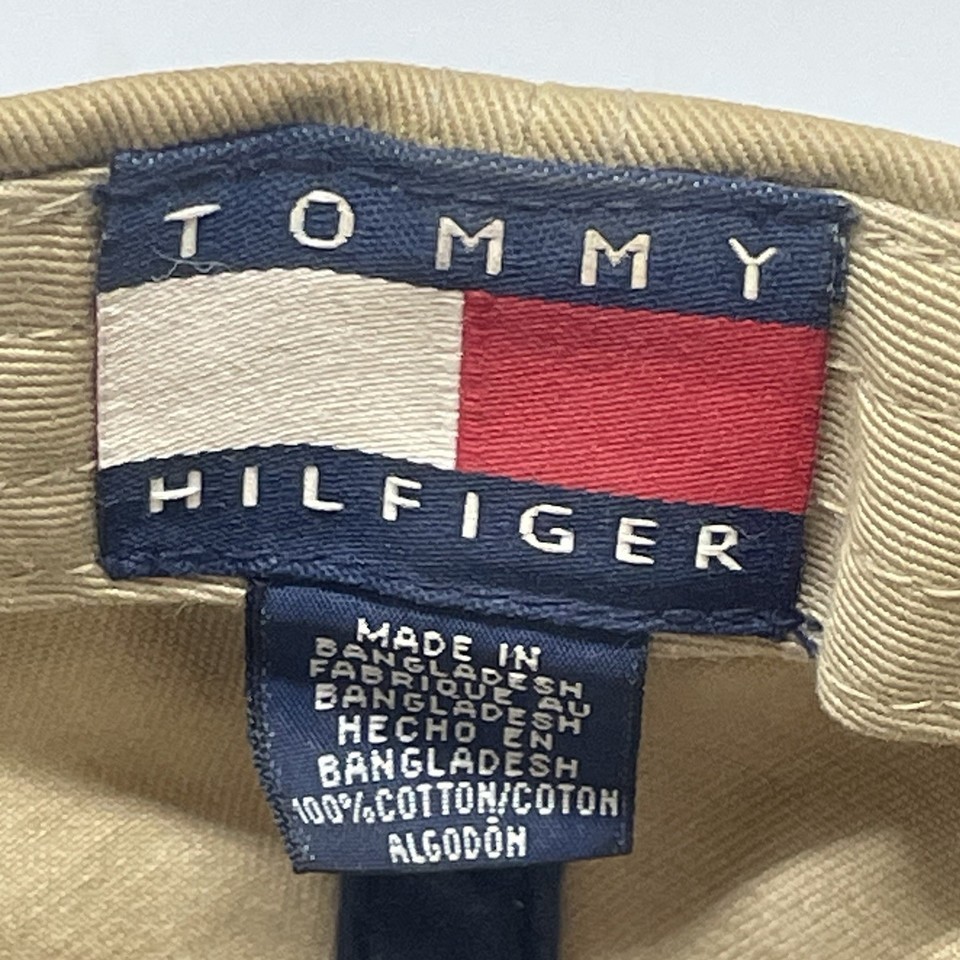 TOMMY
HILFIGER
MADE IN
BANGLADESH
FABRIQUE AU
BANGLADESH
HECHO EN
BANGLADESH
100%COTTON/COTON
ALGODÓN